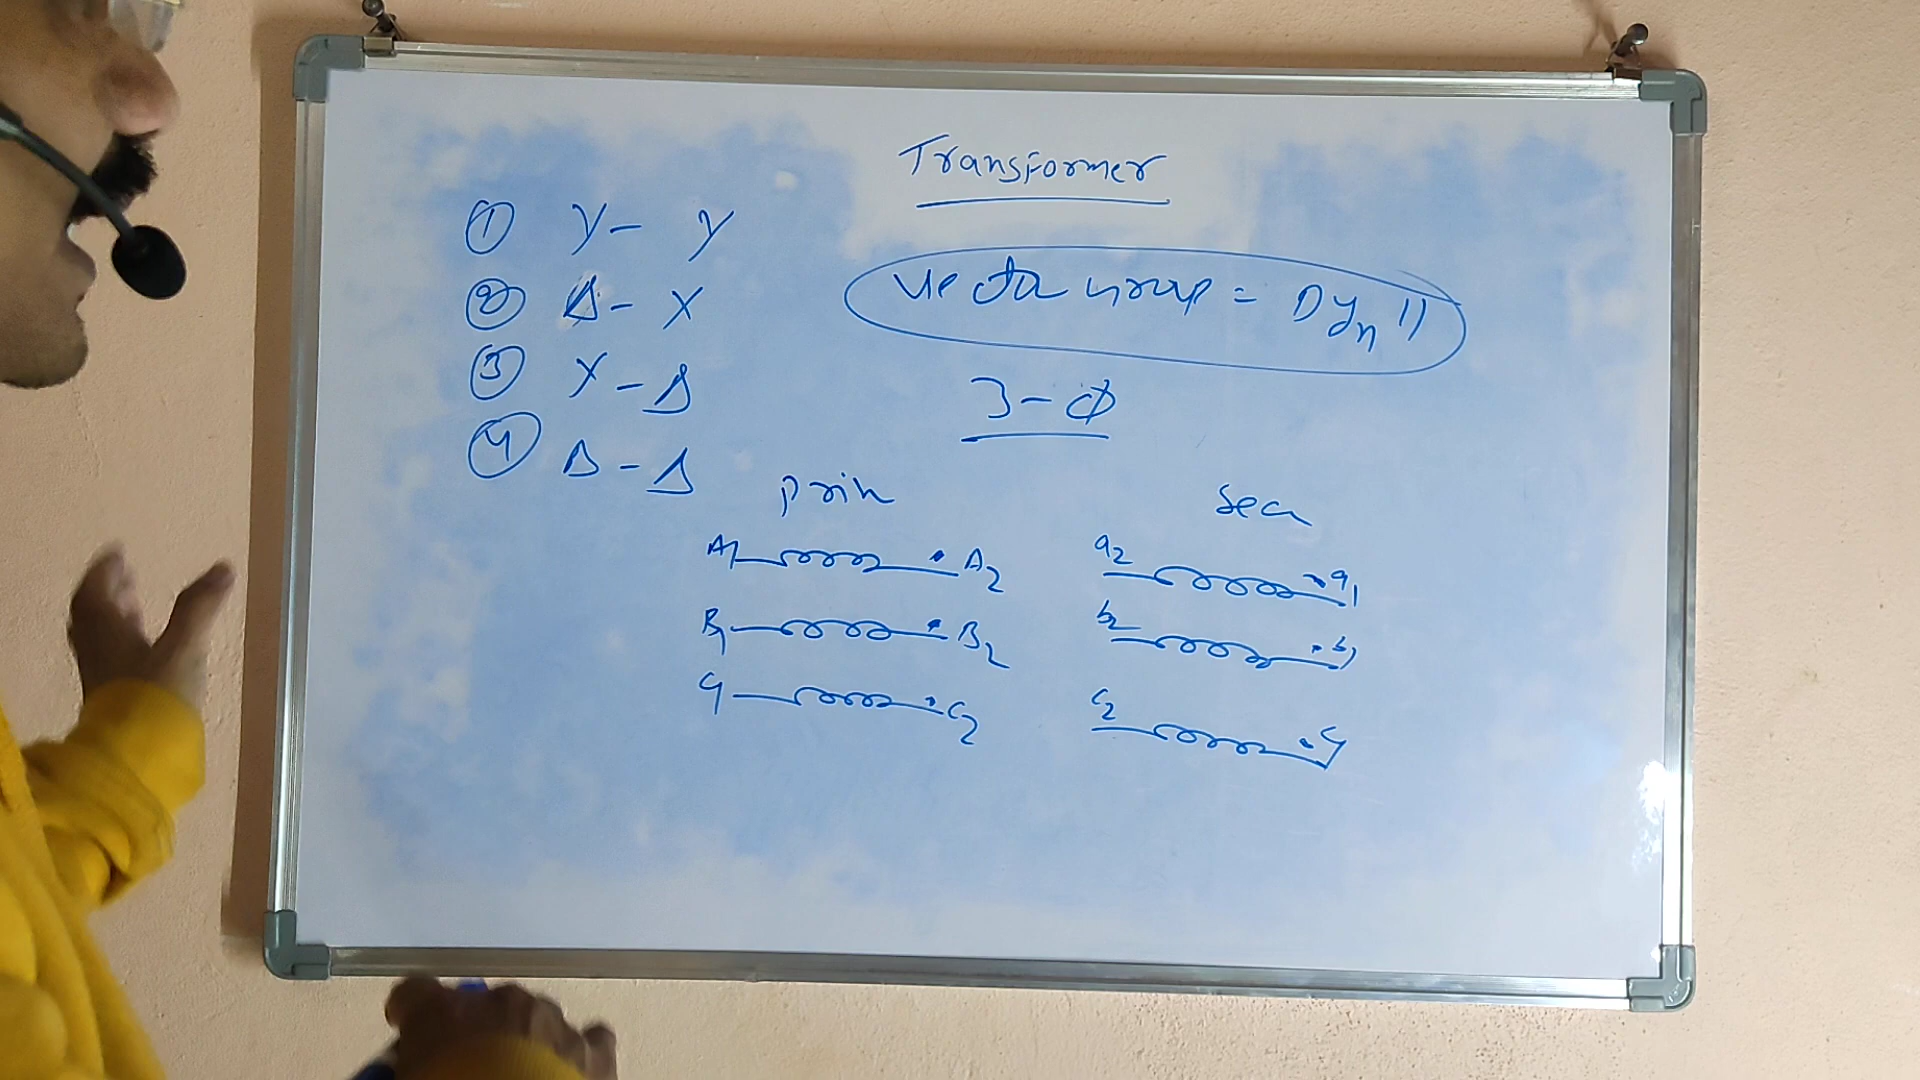 Transformer
① Y - Y
② Δ - Y
③ Y - Δ
④ Δ - Δ
Vector Group = Dyn11
3-Φ
prim
Sec
A1 A2
a2 a1
B1 B2
b2 b1
C1 C2
c2 c1